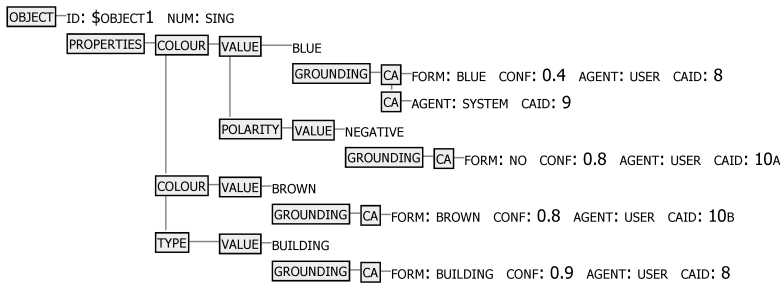 OBJECT ID: $OBJECT1 NUM: SING
PROPERTIES COLOUR VALUE BLUE
GROUNDING CA FORM: BLUE CONF: 0.4 AGENT: USER CAID: 8
CA AGENT: SYSTEM CAID: 9
POLARITY VALUE NEGATIVE
GROUNDING CA FORM: NO CONF: 0.8 AGENT: USER CAID: 10A
COLOUR VALUE BROWN
GROUNDING CA FORM: BROWN CONF: 0.8 AGENT: USER CAID: 10B
TYPE VALUE BUILDING
GROUNDING CA FORM: BUILDING CONF: 0.9 AGENT: USER CAID: 8